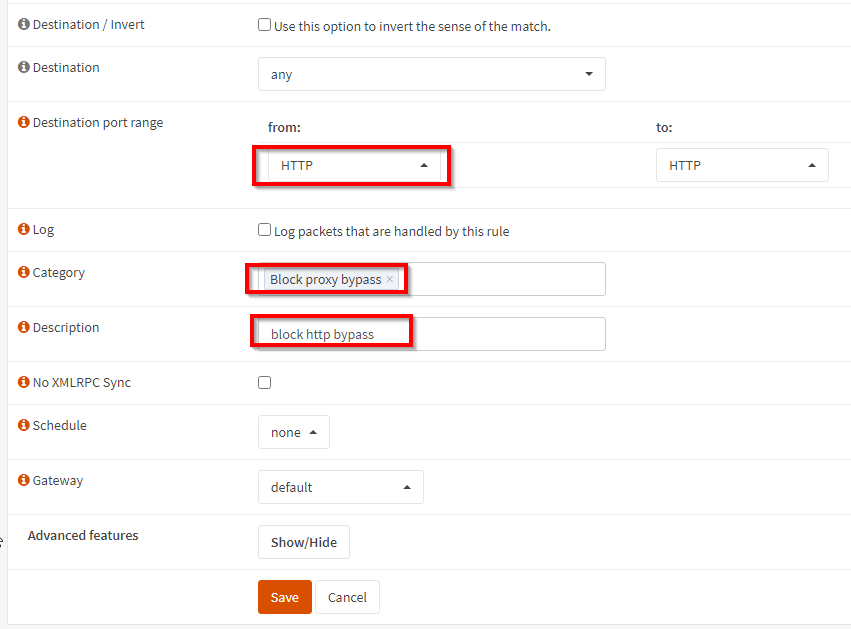 Destination / Invert
Use this option to invert the sense of the match.
Destination
any
Destination port range
from:
to:
HTTP
HTTP
Log
Log packets that are handled by this rule
Category
Block proxy bypass ×
Description
block http bypass
No XMLRPC Sync
Schedule
none
Gateway
default
Advanced features
Show/Hide
Save
Cancel